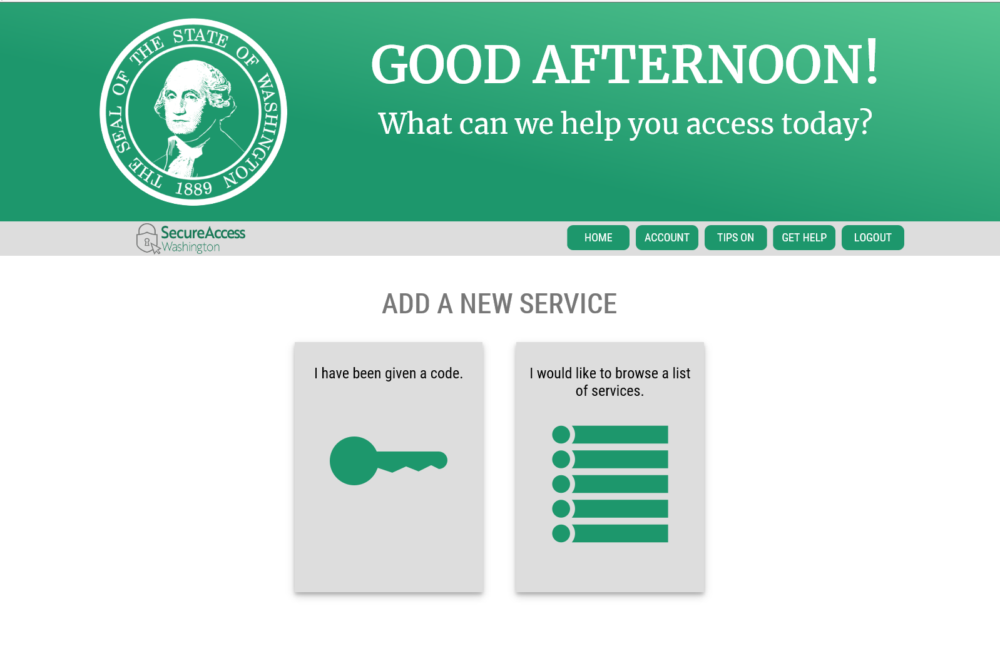 THE SEAL OF THE STATE OF WASHINGTON
1889
GOOD AFTERNOON!
What can we help you access today?
SecureAccess
Washington
HOME
ACCOUNT
TIPS ON
GET HELP
LOGOUT
ADD A NEW SERVICE
I have been given a code.
I would like to browse a list
of services.